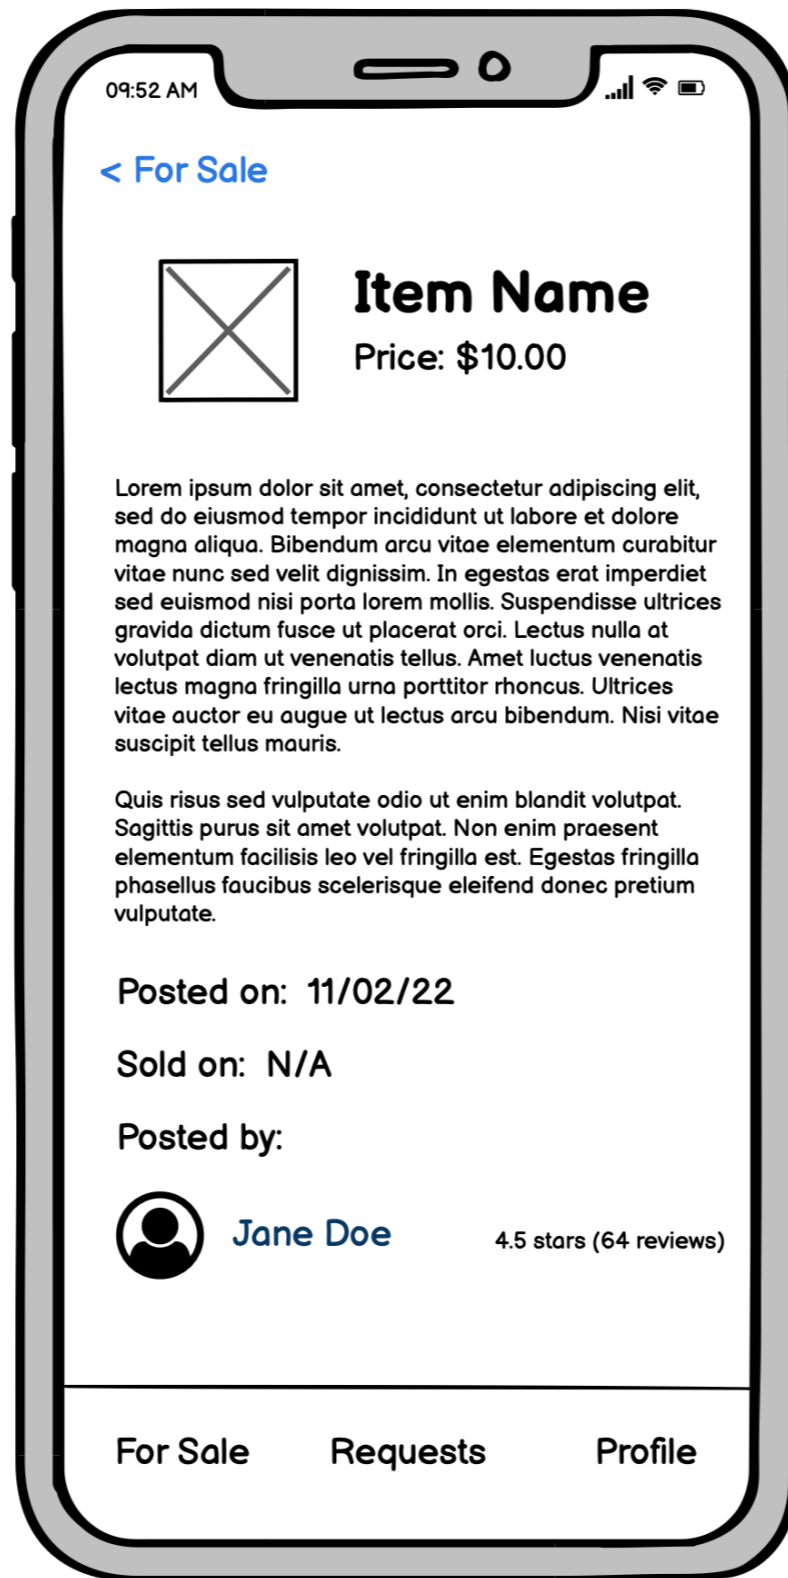 09:52 AM
< For Sale
Item Name
Price: $10.00
Lorem ipsum dolor sit amet, consectetur adipiscing elit,
sed do eiusmod tempor incididunt ut labore et dolore
magna aliqua. Bibendum arcu vitae elementum curabitur
vitae nunc sed velit dignissim. In egestas erat imperdiet
sed euismod nisi porta lorem mollis. Suspendisse ultrices
gravida dictum fusce ut placerat orci. Lectus nulla at
volutpat diam ut venenatis tellus. Amet luctus venenatis
lectus magna fringilla urna porttitor rhoncus. Ultrices
vitae auctor eu augue ut lectus arcu bibendum. Nisi vitae
suscipit tellus mauris.
Quis risus sed vulputate odio ut enim blandit volutpat.
Sagittis purus sit amet volutpat. Non enim praesent
elementum facilisis leo vel fringilla est. Egestas fringilla
phasellus faucibus scelerisque eleifend donec pretium
vulputate.
Posted on: 11/02/22
Sold on: N/A
Posted by:
Jane Doe 4.5 stars (64 reviews)
For Sale Requests Profile